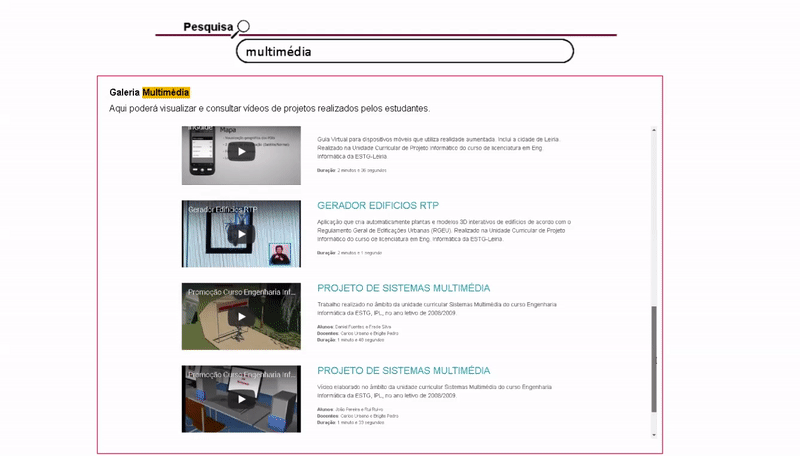 Pesquisa
multimédia
Galeria Multimédia
Aqui poderá visualizar e consultar vídeos de projetos realizados pelos estudantes.
Mapa
Guia Virtual para dispositivos móveis que utiliza realidade aumentada. Inclui a cidade de Leiria.
Realizado na Unidade Curricular de Projeto Informático do curso de licenciatura em Eng.
Informática da ESTG-Leiria
Duração: 2 minutos e 36 segundos
Gerador Edificios RTP
GERADOR EDIFICIOS RTP
Aplicação que cria automaticamente plantas e modelos 3D interativos de edifícios de acordo com o
Regulamento Geral de Edificações Urbanas (RGEU). Realizado na Unidade Curricular de Projeto
Informático do curso de licenciatura em Eng. Informática da ESTG-Leiria.
Duração: 2 minutos e 1 segundo
Promoção Curso Engenharia Inf...
PROJETO DE SISTEMAS MULTIMÉDIA
Trabalho realizado no âmbito da unidade curricular Sistemas Multimédia do curso Engenharia
Informática da ESTG, IPL, no ano letivo de 2008/2009.
Alunos: Daniel Fuentes e Fredo Silva
Docentes: Carlos Urbano e Brigite Pedro
Duração: 1 minuto e 49 segundos
Promoção Curso Engenharia Inf...
PROJETO DE SISTEMAS MULTIMÉDIA
Vídeo elaborado no âmbito da unidade curricular Sistemas Multimédia do curso Engenharia
Informática da ESTG, IPL, no ano letivo de 2008/2009.
Alunos: João Pereira e Rui
Docentes: Carlos Urbano e Brigite Pedro
Duração: 1 minuto e 33 segundos